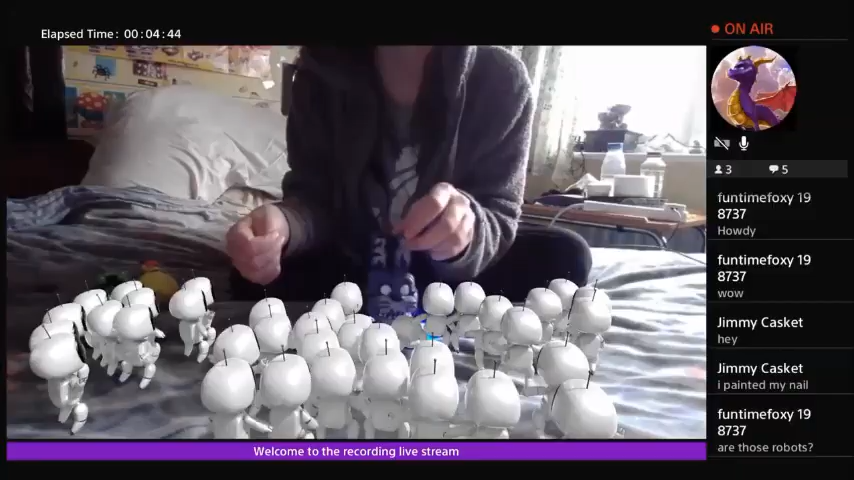 Elapsed Time: 00:04:44
ON AIR
3
5
funtimefoxy 19
8737
Howdy
funtimefoxy 19
8737
wow
Jimmy Casket
hey
Jimmy Casket
i painted my nail
funtimefoxy 19
8737
are those robots?
Welcome to the recording live stream